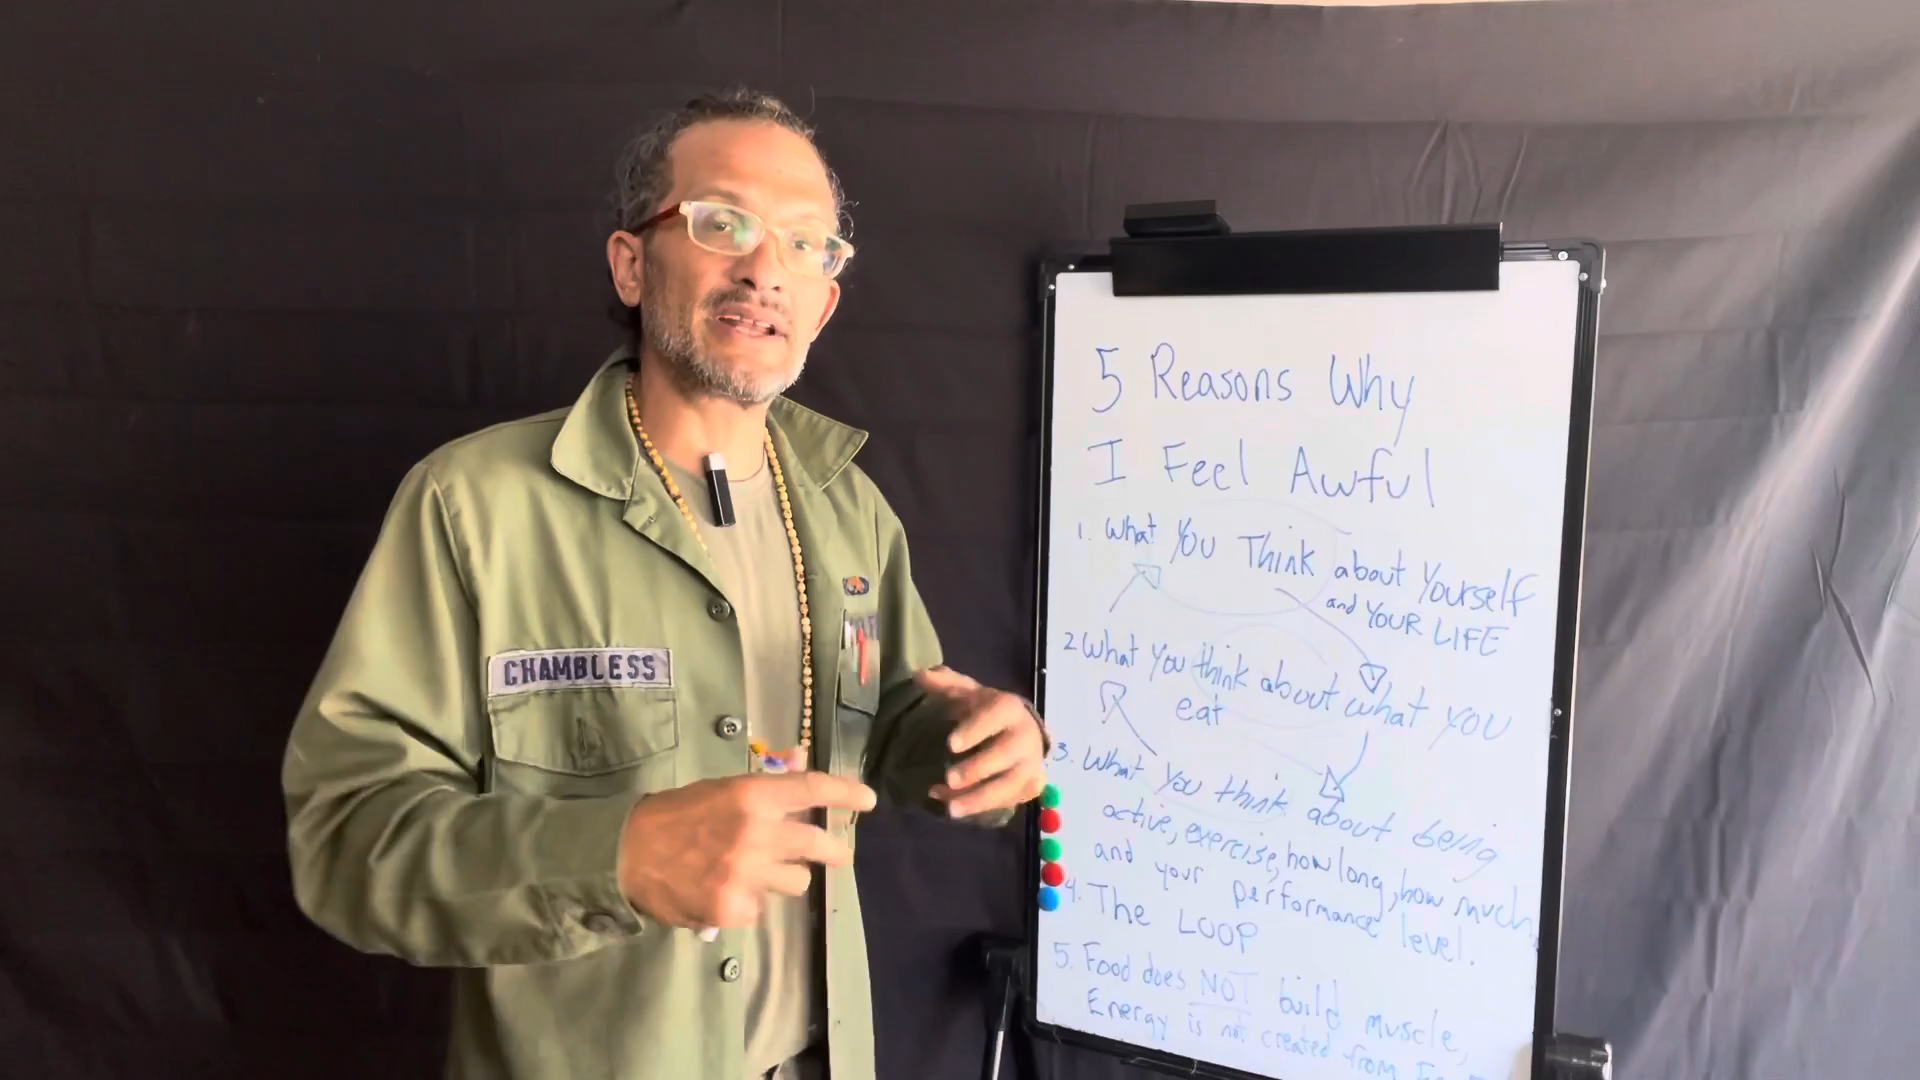 CHAMBLESS
5 Reasons Why
I Feel Awful
1. What You Think about Yourself
and YOUR LIFE
2 What You think about what YOU
eat
3. What You think about being
active, exercise, how long, how much
and your performance level.
4. The LOOP
5. Food does NOT build muscle,
Energy is not created from